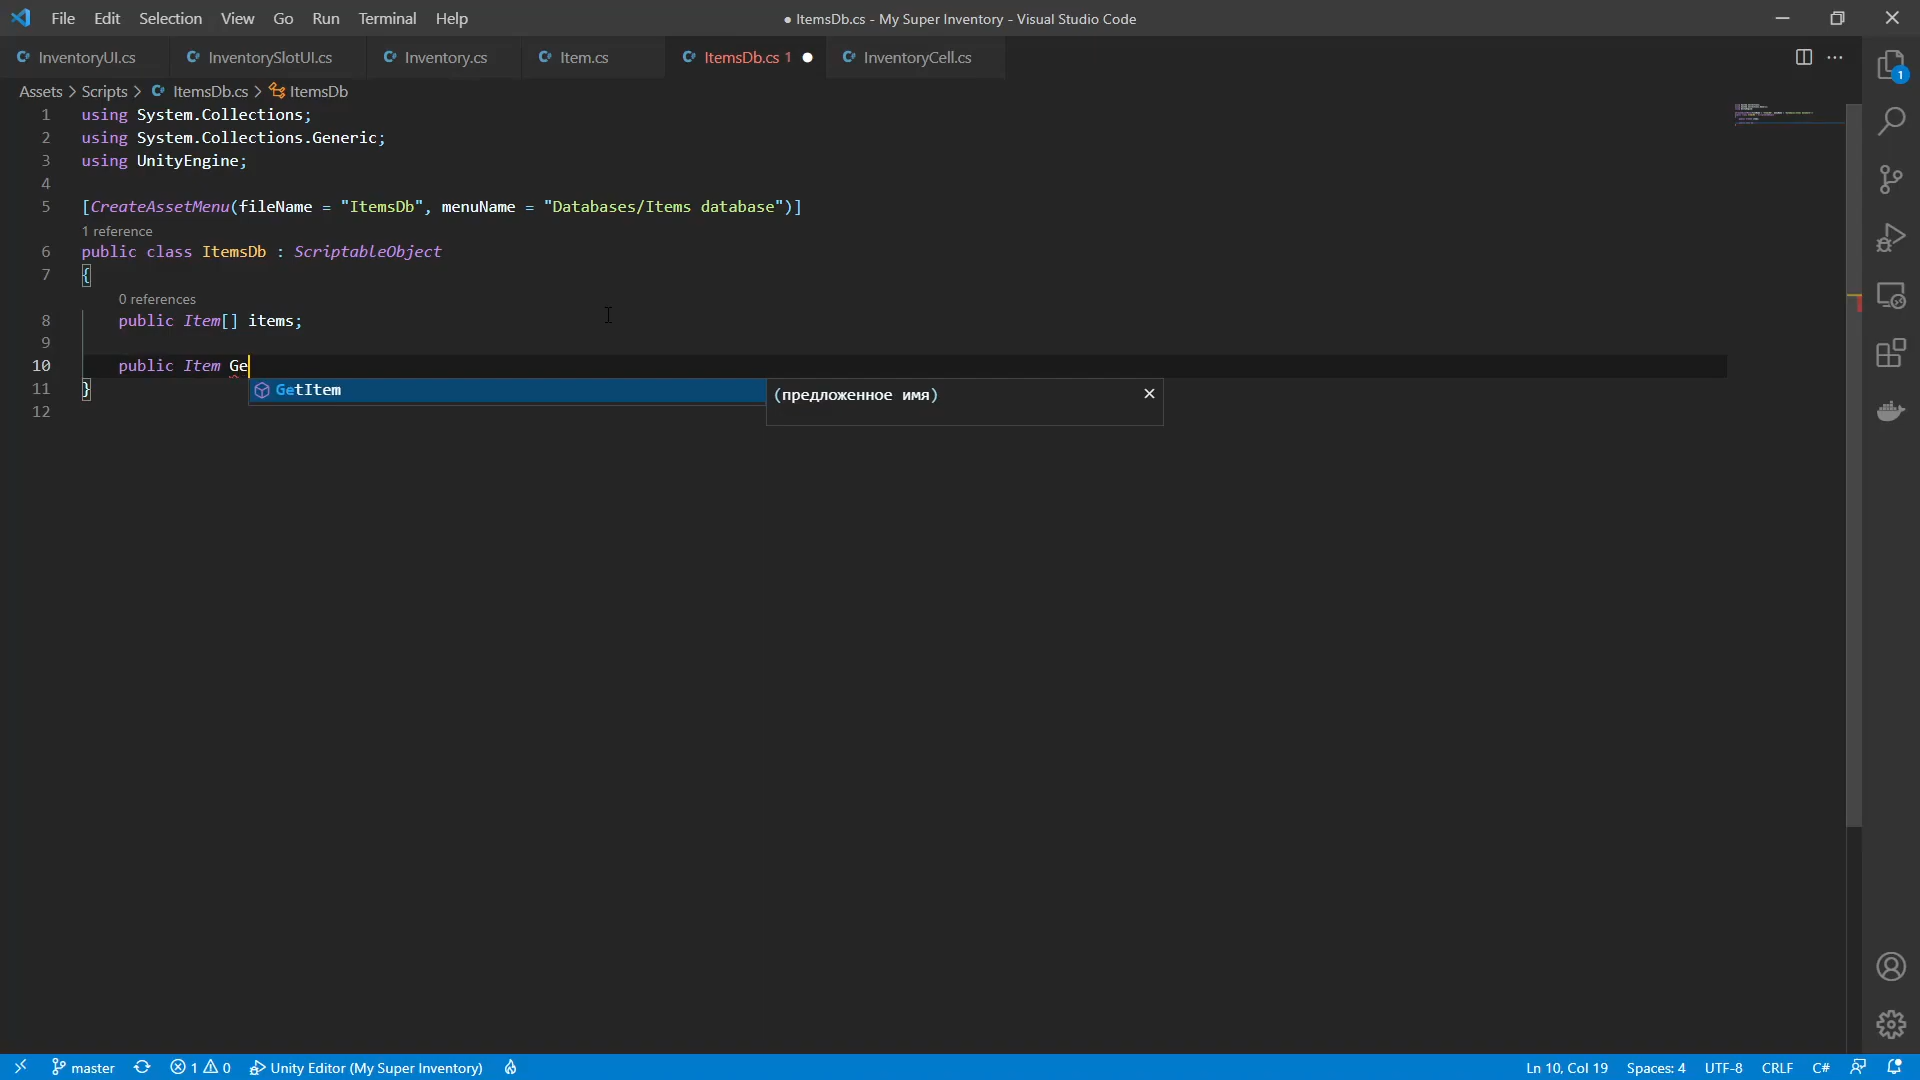 File Edit Selection View Go Run Terminal Help
● ItemsDb.cs - My Super Inventory - Visual Studio Code
InventoryUI.cs InventorySlotUI.cs Inventory.cs Item.cs ItemsDb.cs 1 InventoryCell.cs
Assets > Scripts > ItemsDb.cs > ItemsDb
1 using System.Collections;
2 using System.Collections.Generic;
3 using UnityEngine;
4
5 [CreateAssetMenu(fileName = "ItemsDb", menuName = "Databases/Items database")]
1 reference
6 public class ItemsDb : ScriptableObject
7 {
0 references
8 public Item[] items;
9
10 public Item Ge
GetItem
(предложенное имя)
11 }
12
1
master 1 0 Unity Editor (My Super Inventory) Ln 10, Col 19 Spaces: 4 UTF-8 CRLF C#